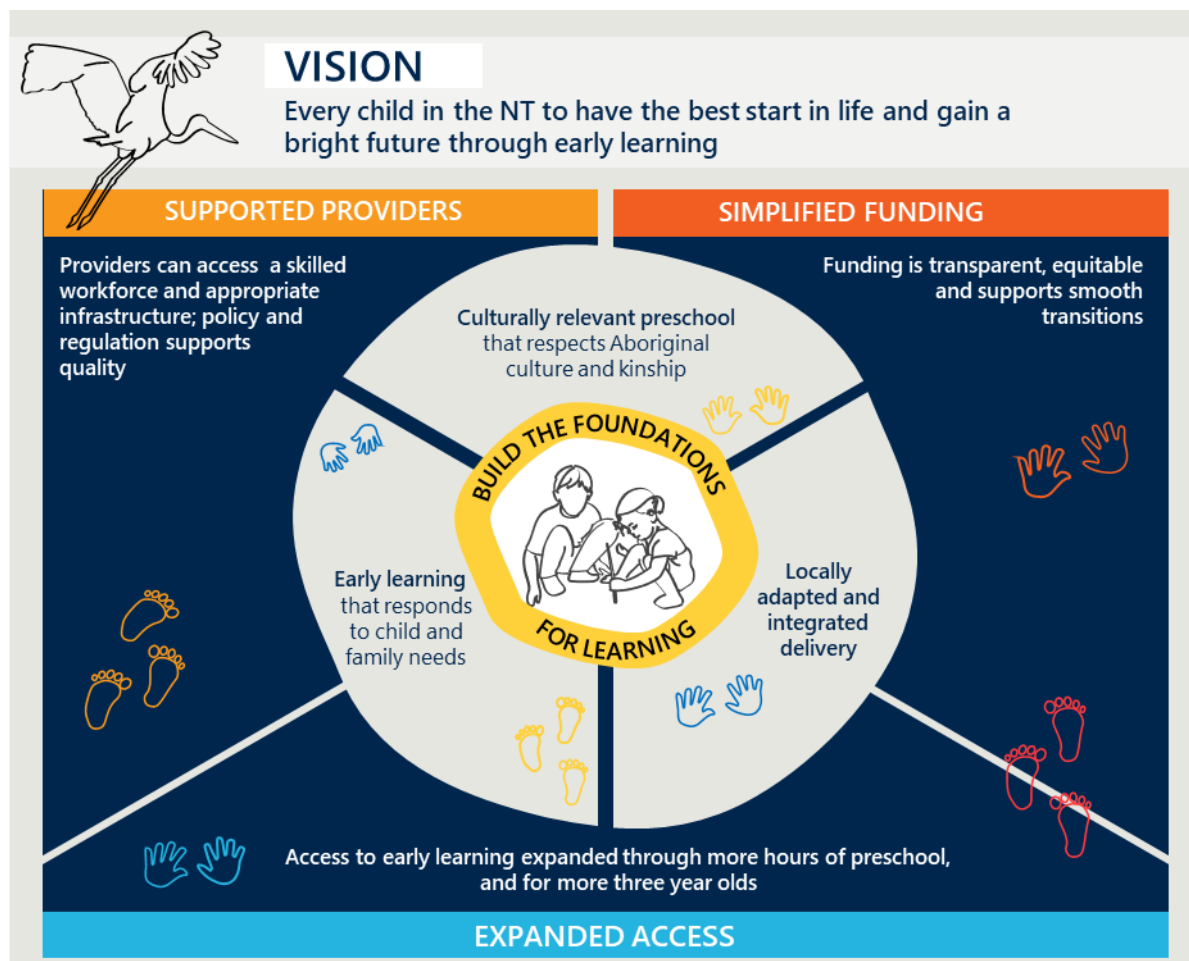 VISION
Every child in the NT to have the best start in life and gain a
bright future through early learning
SUPPORTED PROVIDERS
Providers can access a skilled
workforce and appropriate
infrastructure; policy and
regulation supports
quality
SIMPLIFIED FUNDING
Funding is transparent, equitable
and supports smooth
transitions
Culturally relevant preschool
that respects Aboriginal
culture and kinship
BUILD THE FOUNDATIONS
FOR LEARNING
Early learning
that responds
to child and
family needs
Locally
adapted and
integrated
delivery
Access to early learning expanded through more hours of preschool,
and for more three year olds
EXPANDED ACCESS